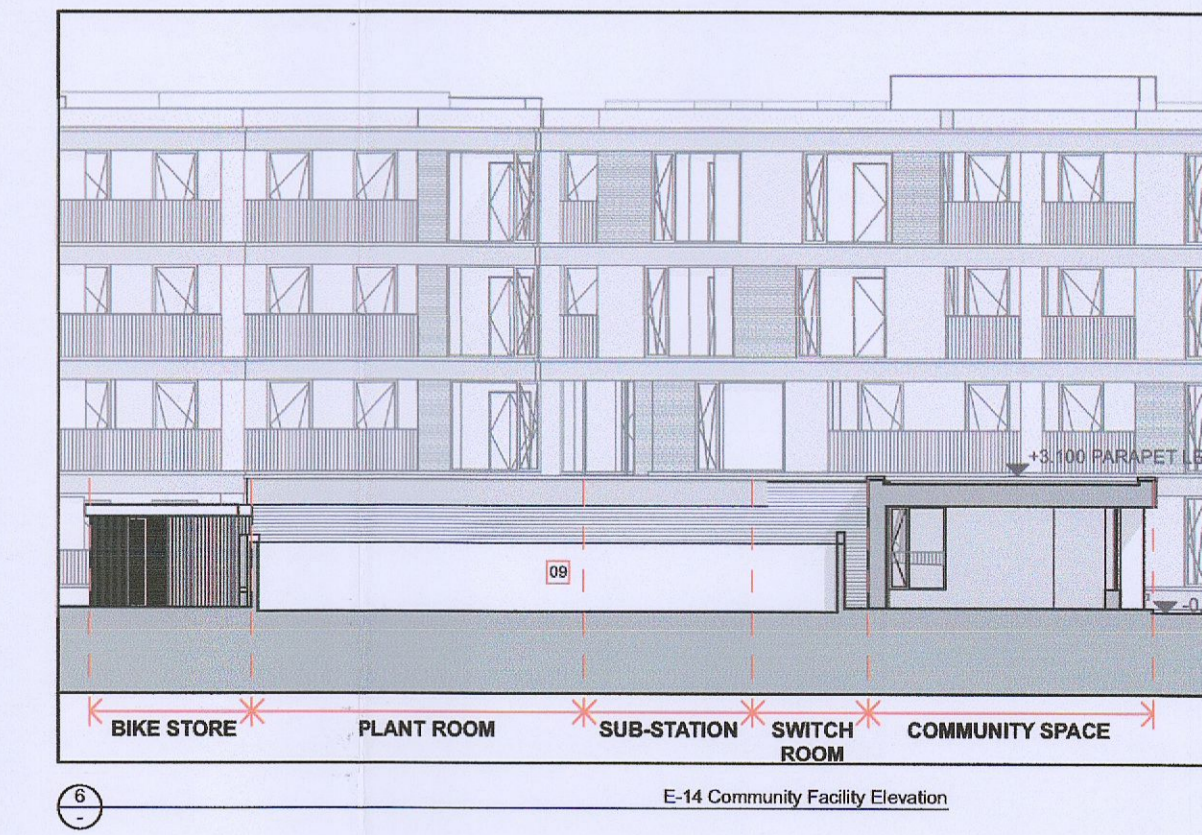 +3.100 PARAPET
09
-0
BIKE STORE
PLANT ROOM
SUB-STATION
SWITCH
ROOM
COMMUNITY SPACE
6
-
E-14 Community Facility Elevation